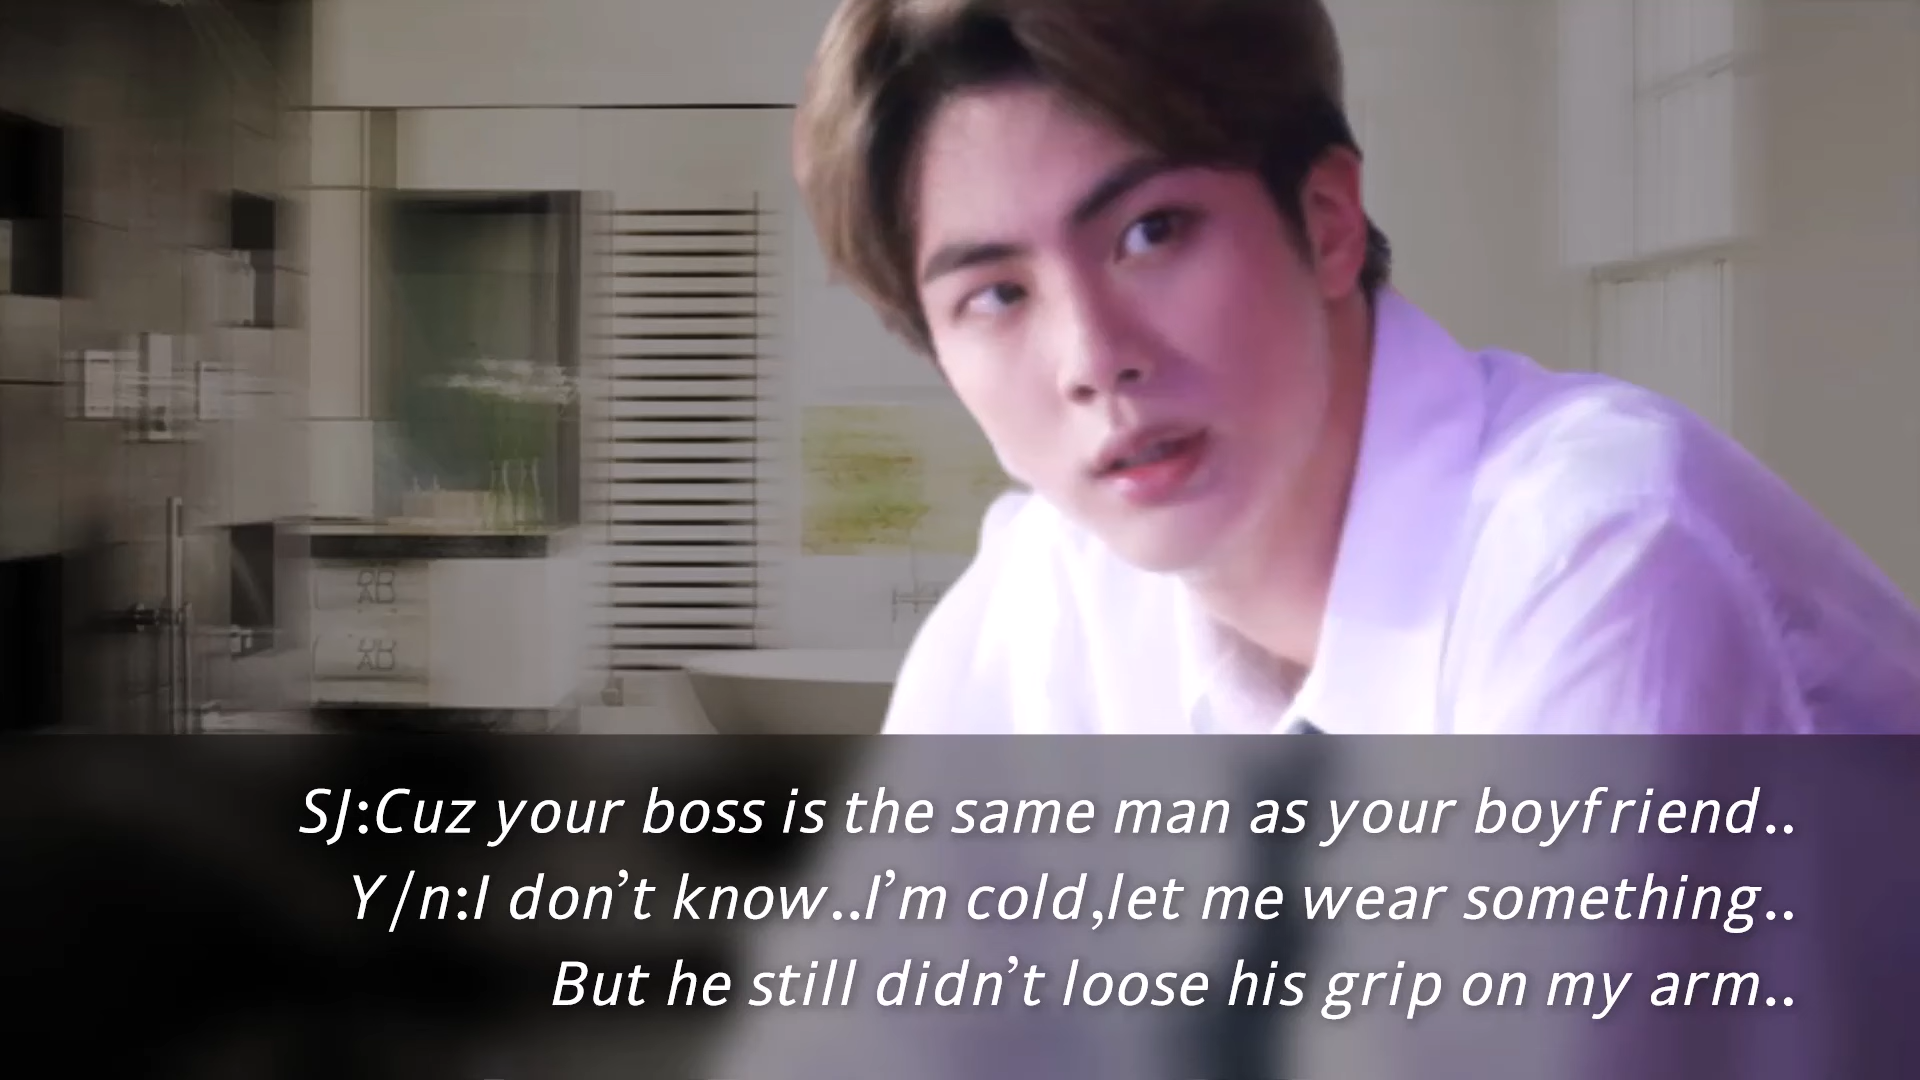 SJ:Cuz your boss is the same man as your boyfriend..
Y/n:I don’t know..I’m cold,let me wear something..
But he still didn’t loose his grip on my arm..